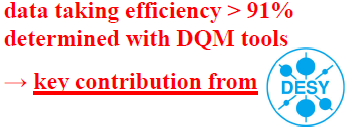 data taking efficiency > 91%
determined with DQM tools
→ key contribution from
DESY